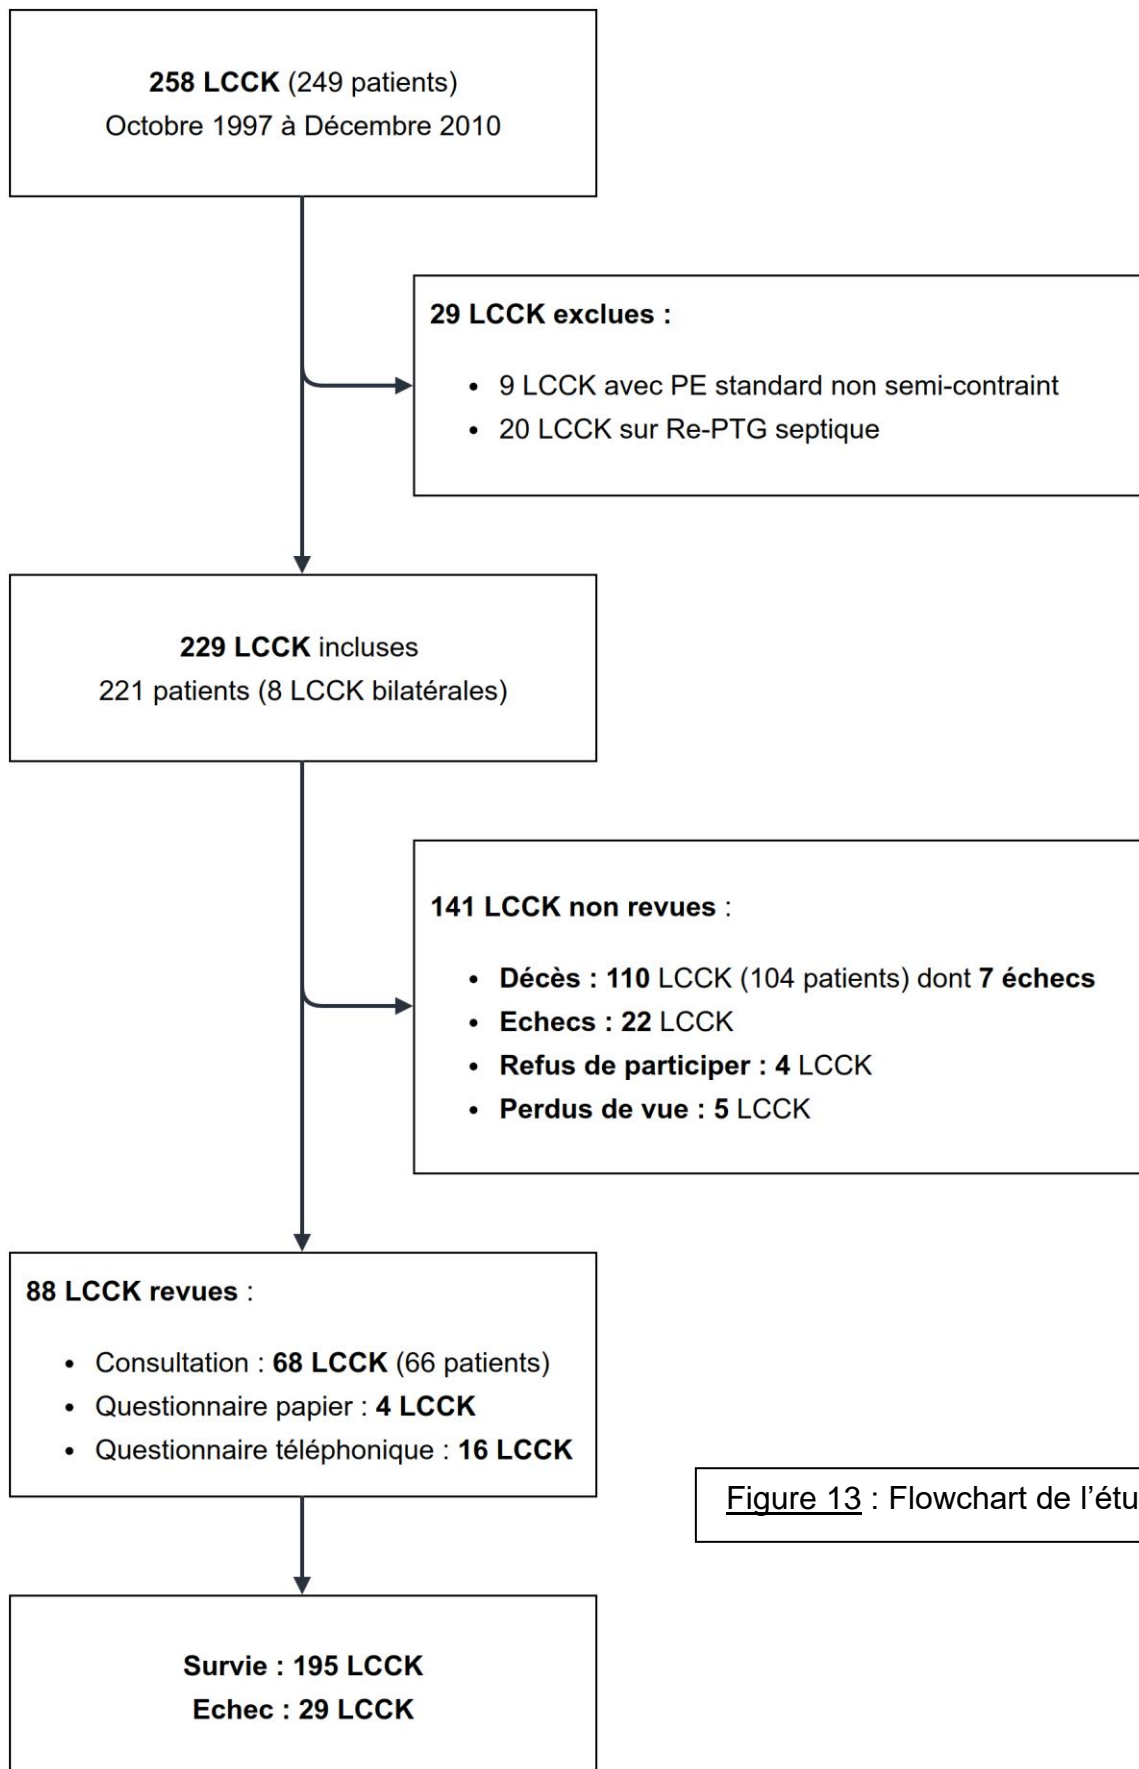 258 LCCK (249 patients)
Octobre 1997 à Décembre 2010
29 LCCK exclues :
• 9 LCCK avec PE standard non semi-contraint
• 20 LCCK sur Re-PTG septique
229 LCCK incluses
221 patients (8 LCCK bilatérales)
141 LCCK non revues :
• Décès : 110 LCCK (104 patients) dont 7 échecs
• Echecs : 22 LCCK
• Refus de participer : 4 LCCK
• Perdus de vue : 5 LCCK
88 LCCK revues :
• Consultation : 68 LCCK (66 patients)
• Questionnaire papier : 4 LCCK
• Questionnaire téléphonique : 16 LCCK
Figure 13 : Flowchart de l'étu
Survie : 195 LCCK
Echec : 29 LCCK